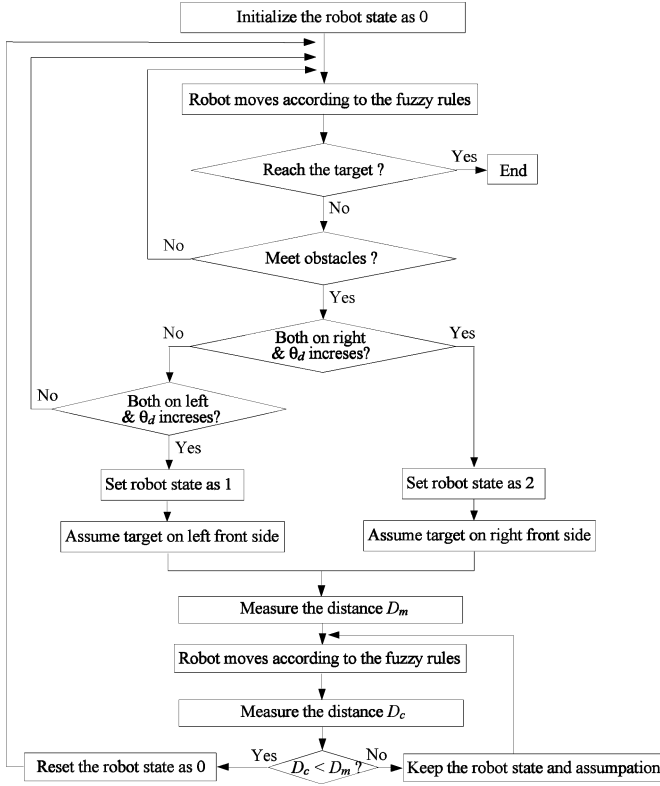 Initialize the robot state as 0
Robot moves according to the fuzzy rules
Reach the target ?
Yes
End
No
Meet obstacles ?
No
Yes
Both on right
& θd increses?
No
Yes
Both on left
& θd increses?
No
Yes
Set robot state as 1
Set robot state as 2
Assume target on left front side
Assume target on right front side
Measure the distance Dm
Robot moves according to the fuzzy rules
Measure the distance Dc
Dc < Dm ?
Yes
No
Reset the robot state as 0
Keep the robot state and assumpation